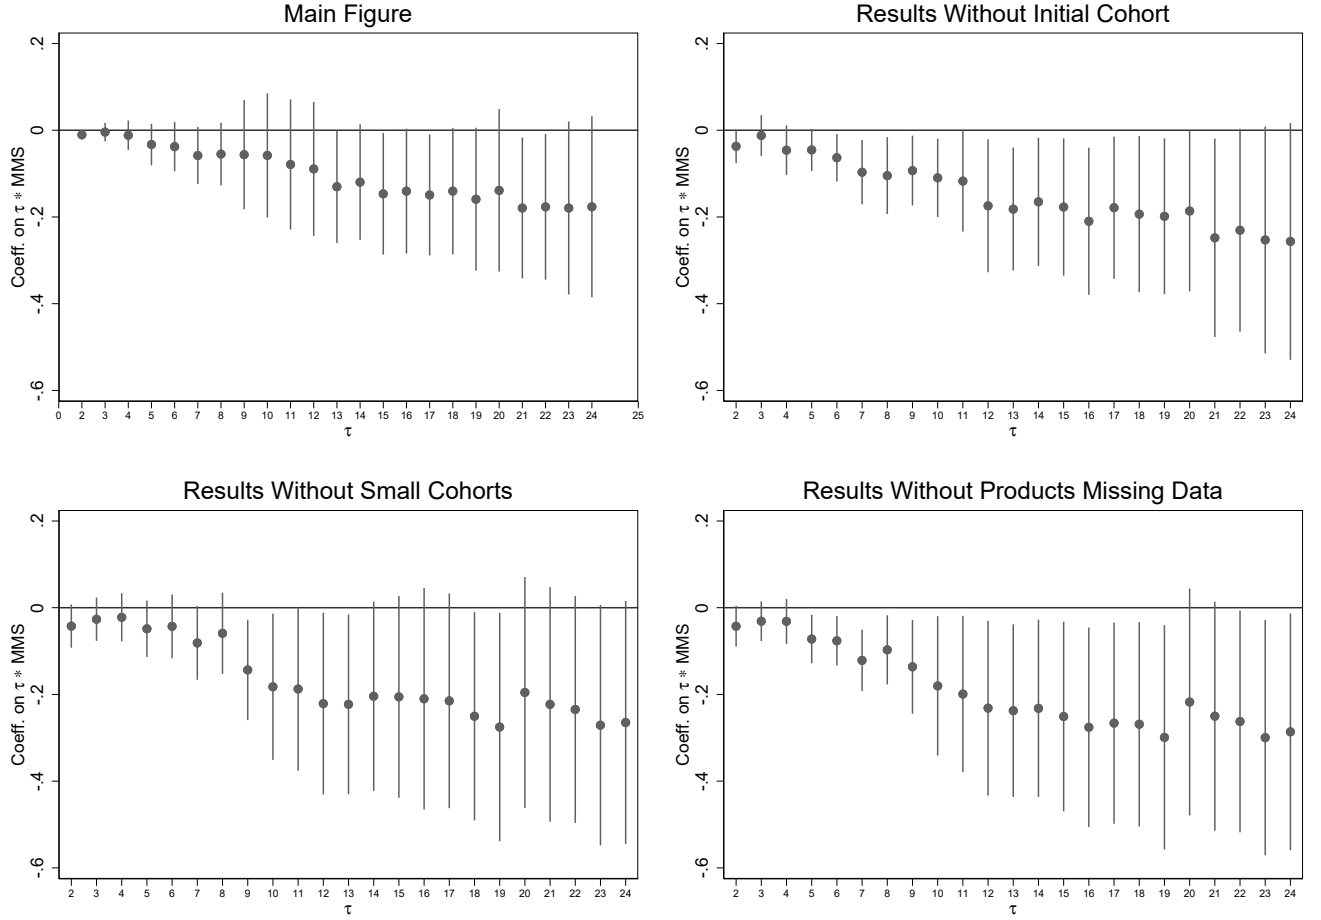 Main Figure
Coeff. on τ * MMS
.2
0
-.2
-.4
-.6
0 2 3 4 5 6 7 8 9 10 11 12 13 14 15 16 17 18 19 20 21 22 23 24 25
τ
Results Without Initial Cohort
Coeff. on τ * MMS
.2
0
-.2
-.4
-.6
2 3 4 5 6 7 8 9 10 11 12 13 14 15 16 17 18 19 20 21 22 23 24
τ
Results Without Small Cohorts
Coeff. on τ * MMS
.2
0
-.2
-.4
-.6
2 3 4 5 6 7 8 9 10 11 12 13 14 15 16 17 18 19 20 21 22 23 24
τ
Results Without Products Missing Data
Coeff. on τ * MMS
.2
0
-.2
-.4
-.6
2 3 4 5 6 7 8 9 10 11 12 13 14 15 16 17 18 19 20 21 22 23 24
τ